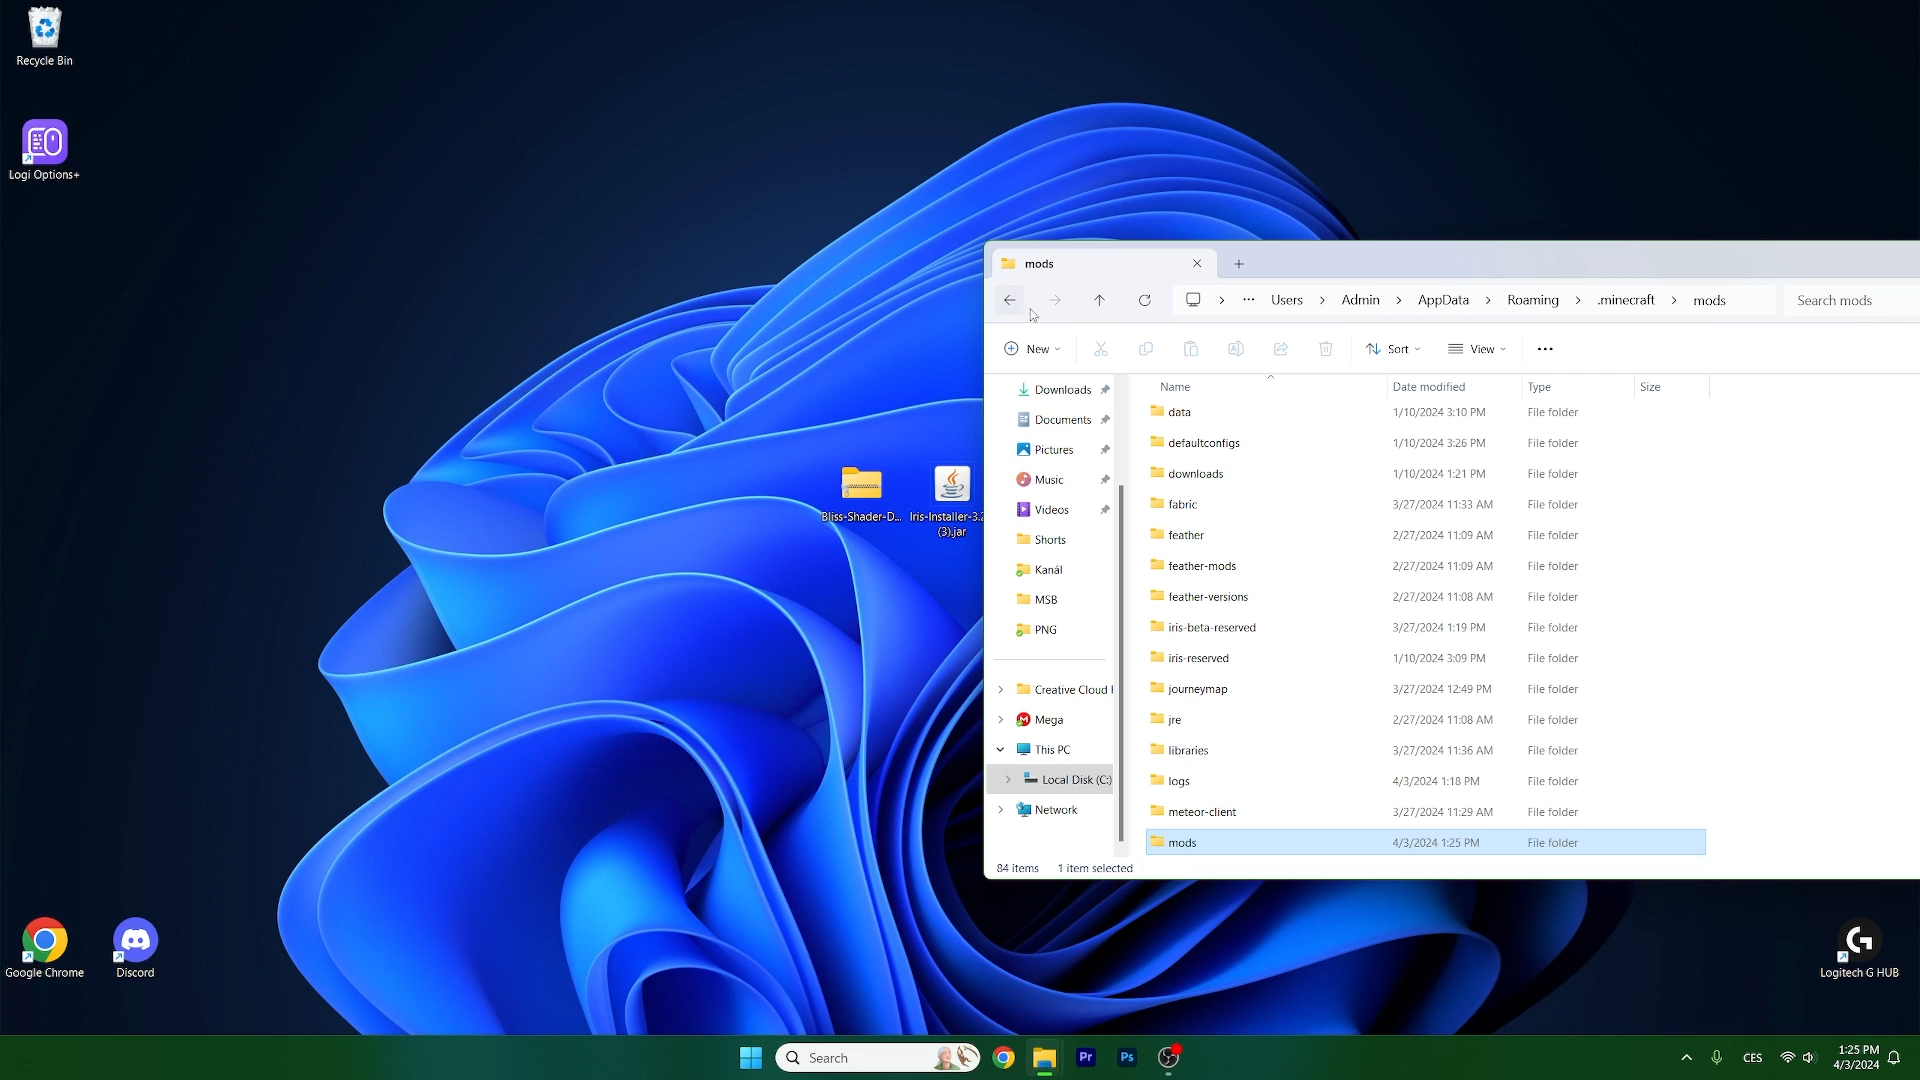 Recycle Bin
Logi Options+
Bliss-Shader-D...
Iris-Installer-3.2
(3).jar
Google Chrome
Discord
Logitech G HUB
mods
Users
Admin
AppData
Roaming
.minecraft
mods
Search mods
New
Sort
View
Downloads
Documents
Pictures
Music
Videos
Shorts
Kanál
MSB
PNG
Creative Cloud
Mega
This PC
Local Disk (C:)
Network
Name Date modified Type Size
data 1/10/2024 3:10 PM File folder
defaultconfigs 1/10/2024 3:26 PM File folder
downloads 1/10/2024 1:21 PM File folder
fabric 3/27/2024 11:33 AM File folder
feather 2/27/2024 11:09 AM File folder
feather-mods 2/27/2024 11:09 AM File folder
feather-versions 2/27/2024 11:08 AM File folder
iris-beta-reserved 3/27/2024 1:19 PM File folder
iris-reserved 1/10/2024 3:09 PM File folder
journeymap 3/27/2024 12:49 PM File folder
jre 2/27/2024 11:08 AM File folder
libraries 3/27/2024 11:36 AM File folder
logs 4/3/2024 1:18 PM File folder
meteor-client 3/27/2024 11:29 AM File folder
mods 4/3/2024 1:25 PM File folder
84 items 1 item selected
Search
Pr
Ps
CES
1:25 PM
4/3/2024